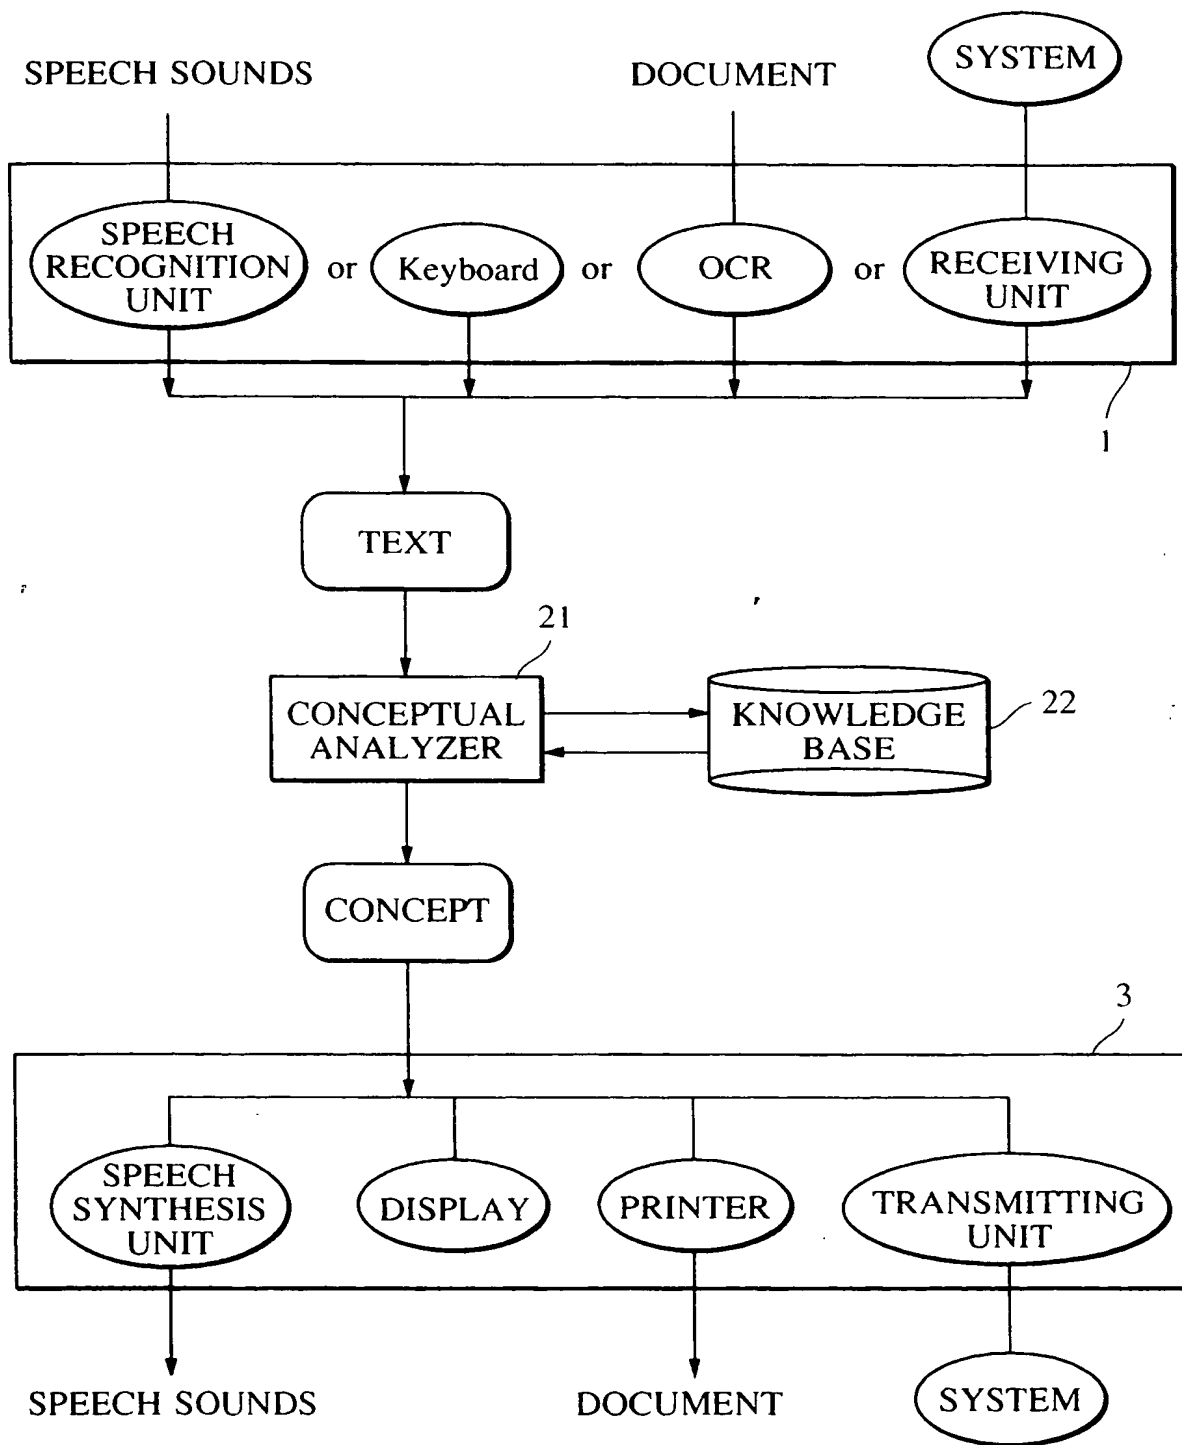 SYSTEM
SPEECH SOUNDS
DOCUMENT
SPEECH
RECOGNITION
UNIT
or
Keyboard
or
OCR
or
RECEIVING
UNIT
1
TEXT
21
CONCEPTUAL
ANALYZER
KNOWLEDGE
BASE
22
CONCEPT
3
SPEECH
SYNTHESIS
UNIT
DISPLAY
PRINTER
TRANSMITTING
UNIT
SPEECH SOUNDS
DOCUMENT
SYSTEM